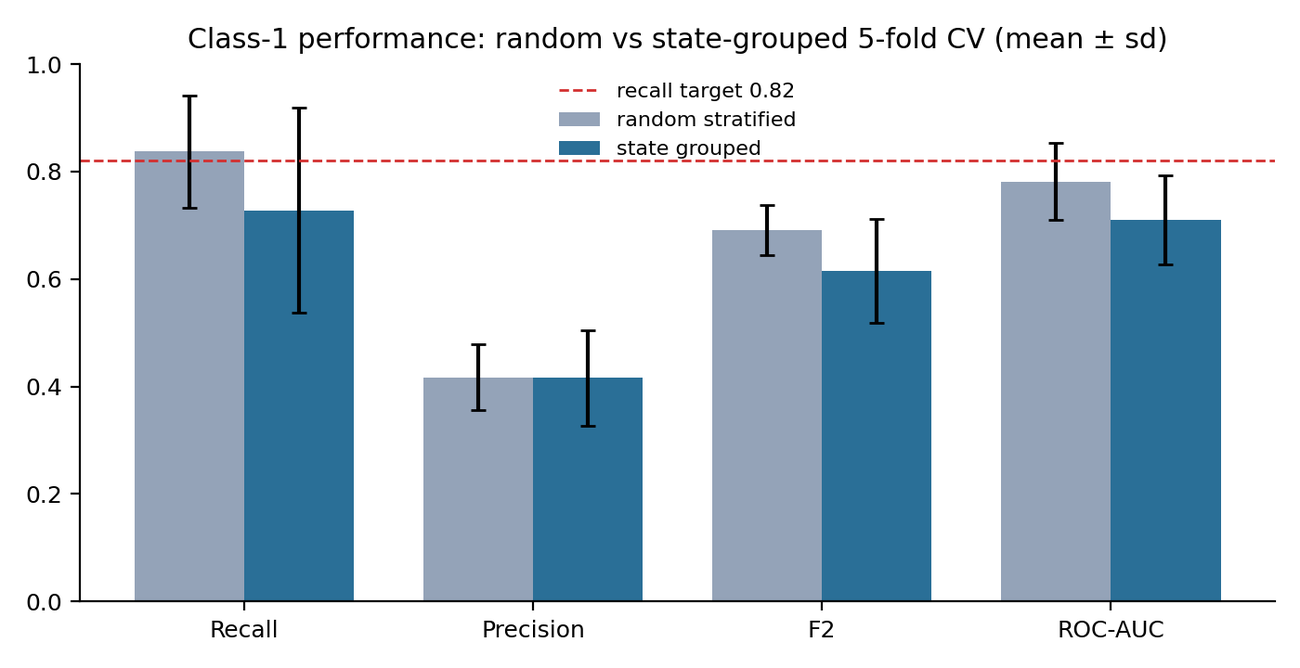 Class-1 performance: random vs state-grouped 5-fold CV (mean ± sd)
1.0
0.8
0.6
0.4
0.2
0.0
recall target 0.82
random stratified
state grouped
Recall
Precision
F2
ROC-AUC